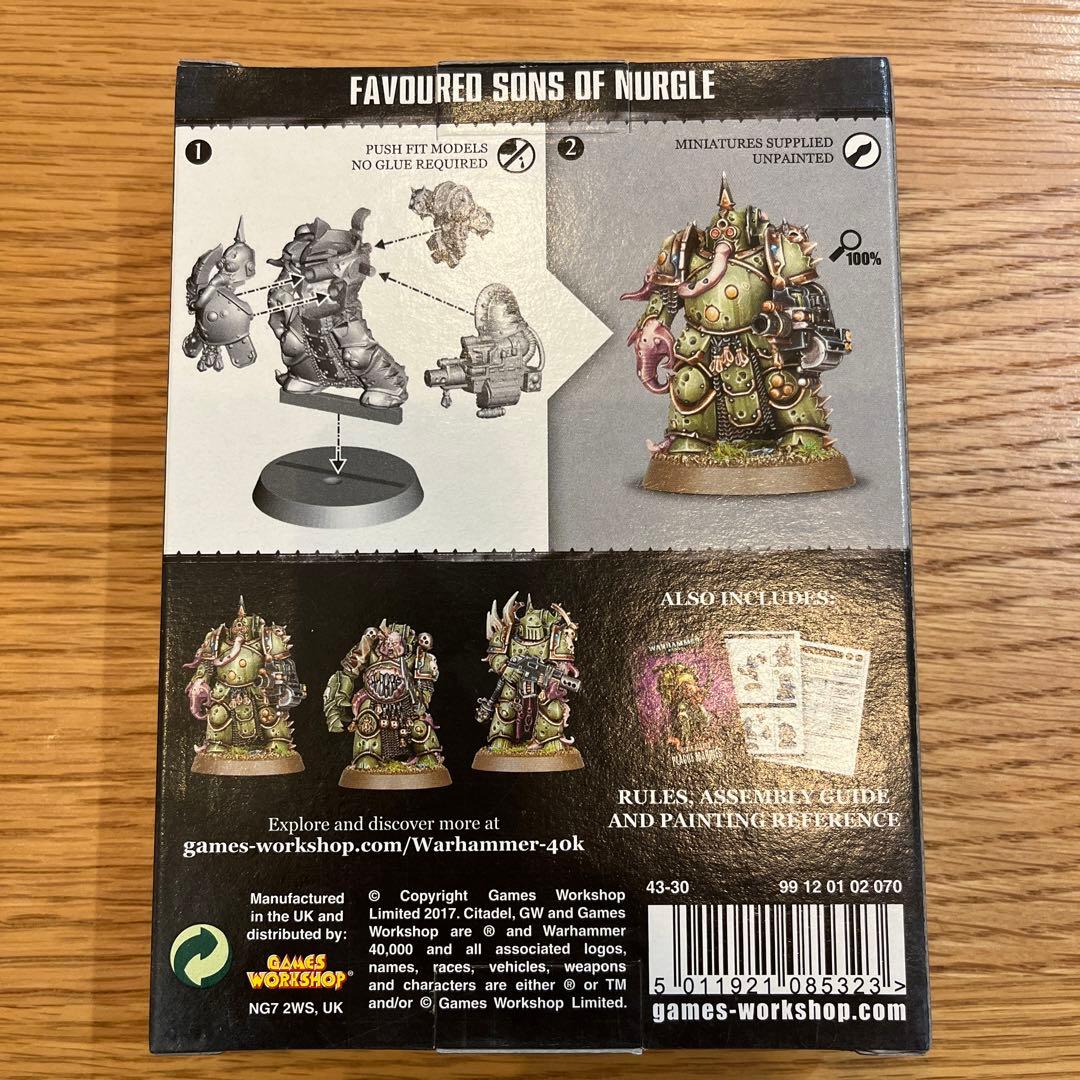 FAVOURED SONS OF NURGLE
1
PUSH FIT MODELS
NO GLUE REQUIRED
2
MINIATURES SUPPLIED
UNPAINTED
100%
ALSO INCLUDES:
WARHAMMER
RULES, ASSEMBLY GUIDE
AND PAINTING REFERENCE
Explore and discover more at
games-workshop.com/Warhammer-40k
Manufactured
in the UK and
distributed by:
GAMES
WORKSHOP®
NG7 2WS, UK
© Copyright Games Workshop
Limited 2017. Citadel, GW and Games
Workshop are ® and Warhammer
40,000 and all associated logos,
names, races, vehicles, weapons
and characters are either ® or TM
and/or © Games Workshop Limited.
43-30 99 12 01 02 070
5 011921 085323 >
games-workshop.com